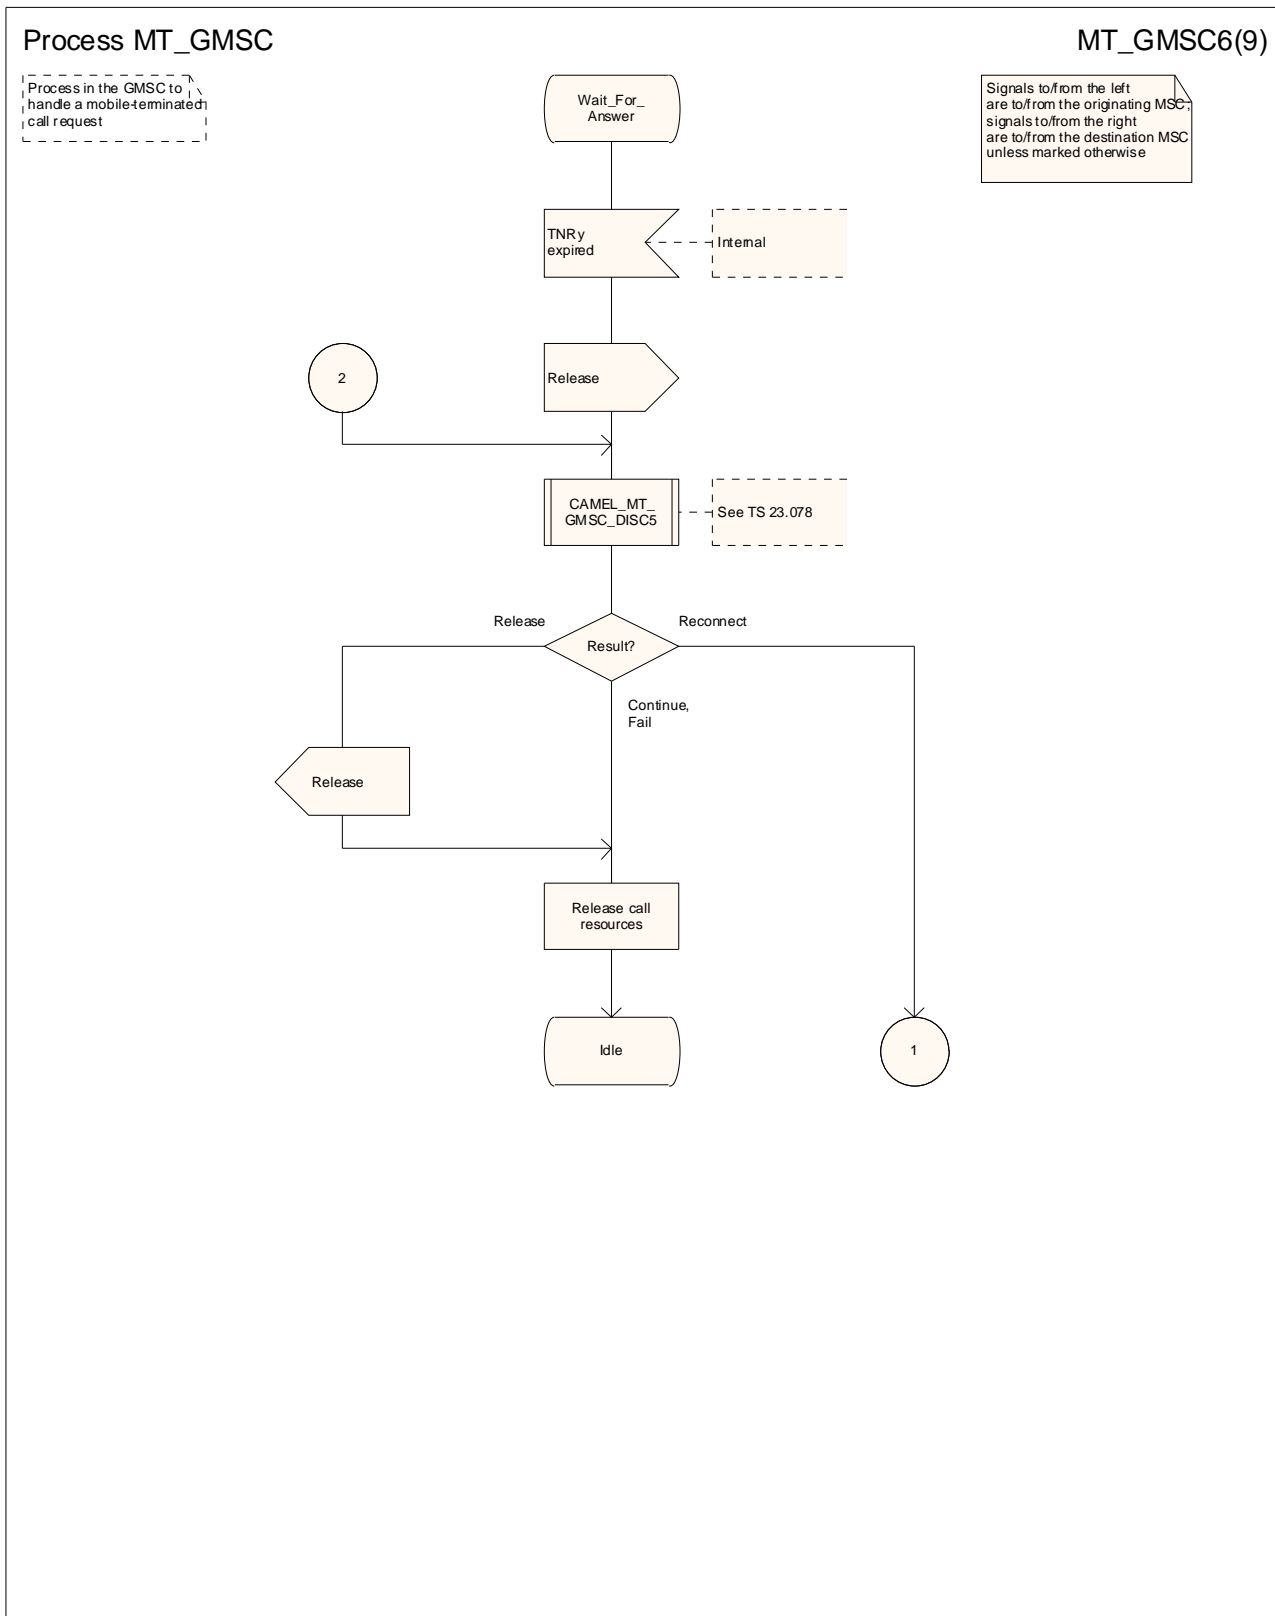 Process MT_GMSC
MT_GMSC6(9)
Process in the GMSC to
handle a mobile-terminated
call request
Wait_For_
Answer
Signals to/from the left
are to/from the originating MSC;
signals to/from the right
are to/from the destination MSC
unless marked otherwise
TNRy
expired
Internal
2
Release
CAMEL_MT_
GMSC_DISC5
See TS 23.078
Release
Reconnect
Result?
Continue,
Fail
Release
Release call
resources
Idle
1